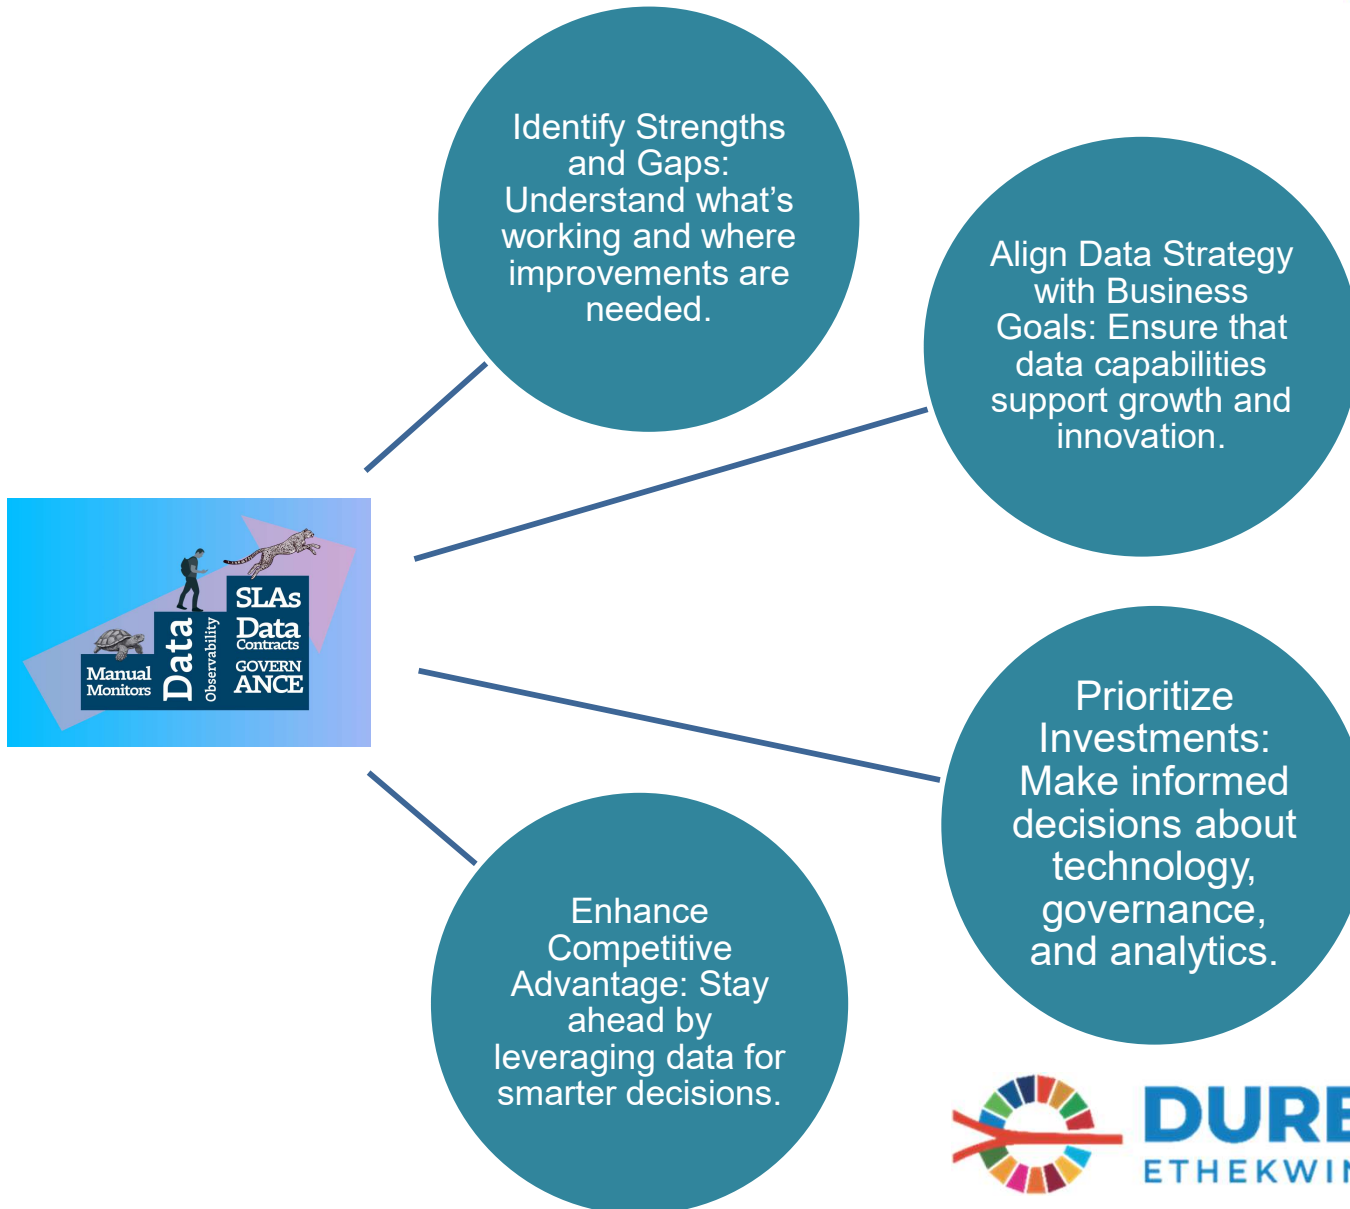 Identify Strengths
and Gaps:
Understand what’s
working and where
improvements are
needed.
Align Data Strategy
with Business
Goals: Ensure that
data capabilities
support growth and
innovation.
SLAs
Data
Contracts
GOVERN
ANCE
Data
Observability
Manual
Monitors
Prioritize
Investments:
Make informed
decisions about
technology,
governance,
and analytics.
Enhance
Competitive
Advantage: Stay
ahead by
leveraging data for
smarter decisions.